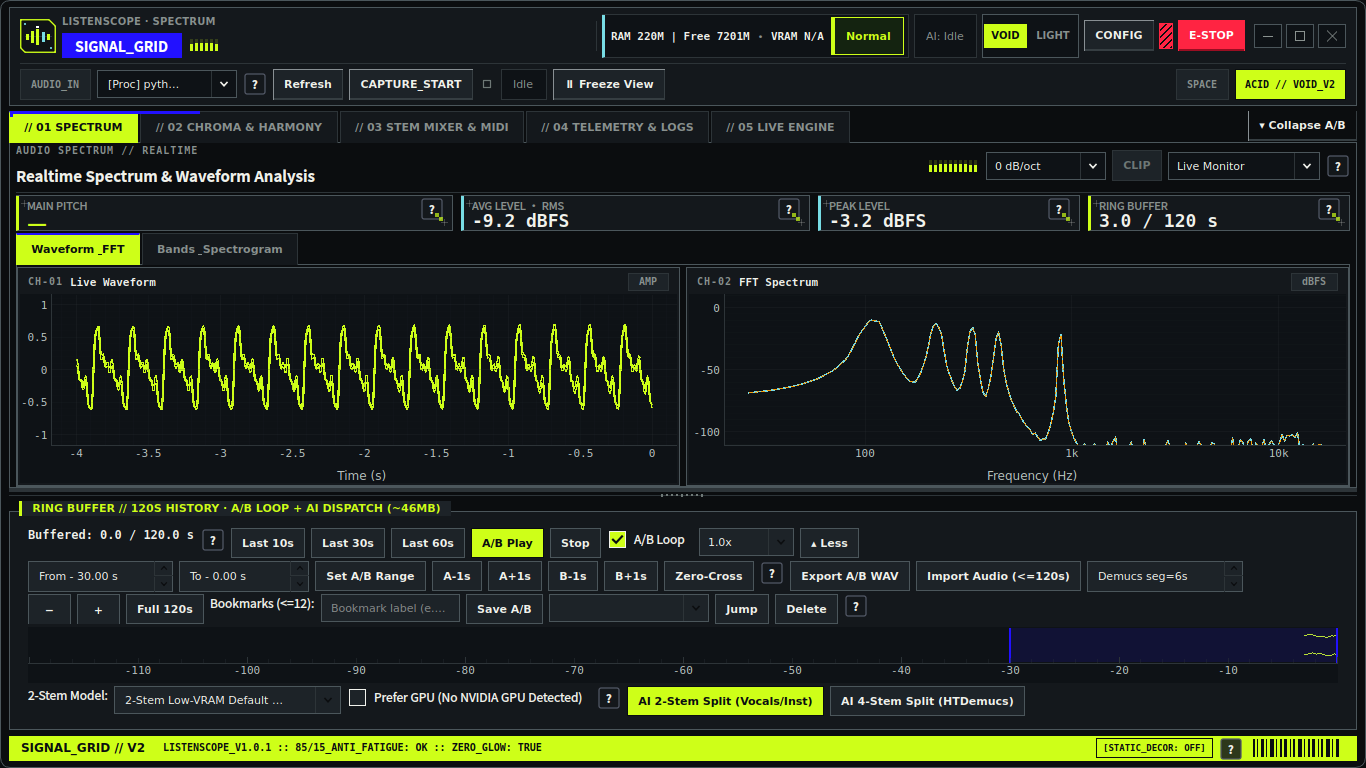 LISTENSCOPE · SPECTRUM
SIGNAL_GRID
RAM 220M | Free 7201M · VRAM N/A
Normal
AI: Idle
VOID
LIGHT
CONFIG
E-STOP
AUDIO_IN
[Proc] pyth...
?
Refresh
CAPTURE_START
Idle
Freeze View
SPACE
ACID // VOID_V2
// 01 SPECTRUM
// 02 CHROMA & HARMONY
// 03 STEM MIXER & MIDI
// 04 TELEMETRY & LOGS
// 05 LIVE ENGINE
▾ Collapse A/B
AUDIO SPECTRUM // REALTIME
Realtime Spectrum & Waveform Analysis
0 dB/oct
CLIP
Live Monitor
?
MAIN PITCH
—
?
AVG LEVEL · RMS
-9.2 dBFS
?
PEAK LEVEL
-3.2 dBFS
?
RING BUFFER
3.0 / 120 s
?
Waveform _FFT
Bands _Spectrogram
CH-01 Live Waveform
AMP
1
0.5
0
-0.5
-1
-4 -3.5 -3 -2.5 -2 -1.5 -1 -0.5 0
Time (s)
CH-02 FFT Spectrum
dBFS
0
-50
-100
100 1k 10k
Frequency (Hz)
RING BUFFER // 120S HISTORY · A/B LOOP + AI DISPATCH (~46MB)
Buffered: 0.0 / 120.0 s
?
Last 10s
Last 30s
Last 60s
A/B Play
Stop
A/B Loop
1.0x
▴ Less
From - 30.00 s
To - 0.00 s
Set A/B Range
A-1s
A+1s
B-1s
B+1s
Zero-Cross
?
Export A/B WAV
Import Audio (<=120s)
Demucs seg=6s
−
+
Full 120s
Bookmarks (<=12):
Bookmark label (e....
Save A/B
Jump
Delete
?
-110 -100 -90 -80 -70 -60 -50 -40 -30 -20 -10
2-Stem Model:
2-Stem Low-VRAM Default ...
Prefer GPU (No NVIDIA GPU Detected)
?
AI 2-Stem Split (Vocals/Inst)
AI 4-Stem Split (HTDemucs)
SIGNAL_GRID // V2
LISTENSCOPE_V1.0.1 :: 85/15_ANTI_FATIGUE: OK :: ZERO_GLOW: TRUE
[STATIC_DECOR: OFF]
?